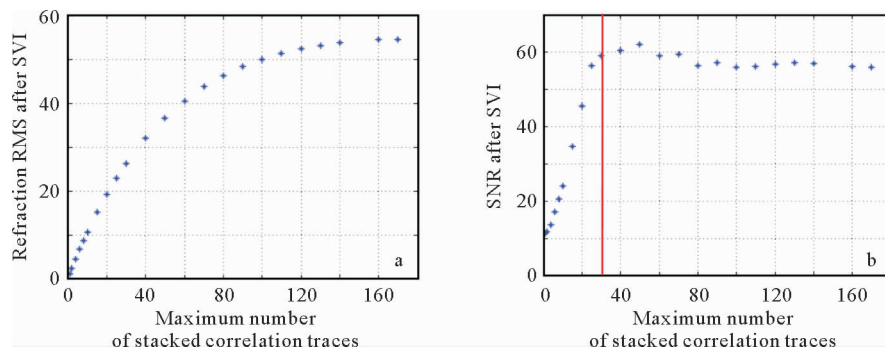 60
40
20
0
Refraction RMS after SVI
a
0 40 80 120 160
Maximum number
of stacked correlation traces
60
40
20
0
SNR after SVI
b
0 40 80 120 160
Maximum number
of stacked correlation traces